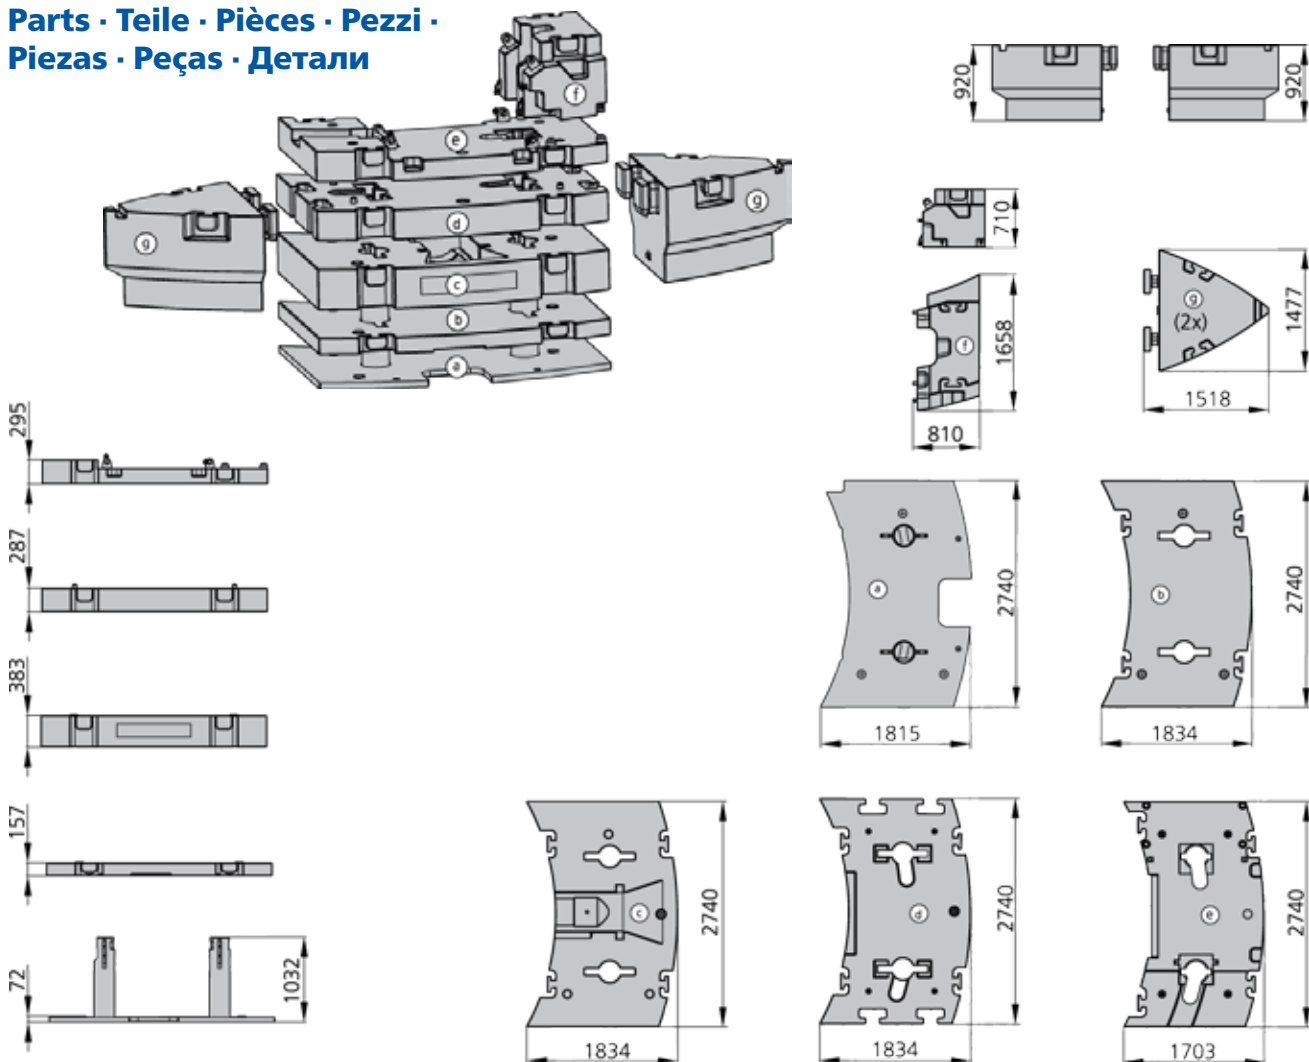 Parts · Teile · Pièces · Pezzi ·
Piezas · Peças · Детали
f
e
g
d
g
c
b
a
920
920
710
f
1658
810
g
(2x)
1477
1518
295
287
383
157
72
1032
a
2740
1815
b
2740
1834
c
2740
1834
d
2740
1834
e
2740
1703